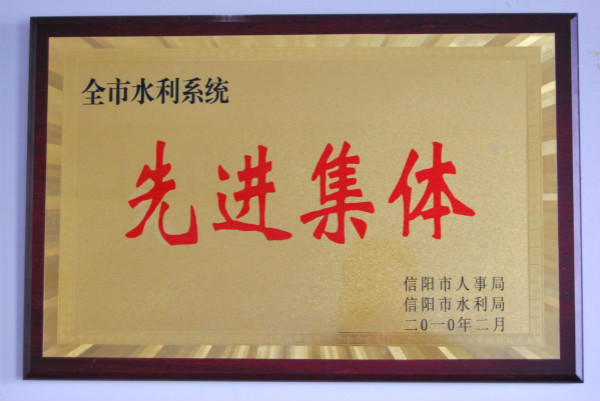 全市水利系统
先进集体
信阳市人事局
信阳市水利局
二〇一〇年二月